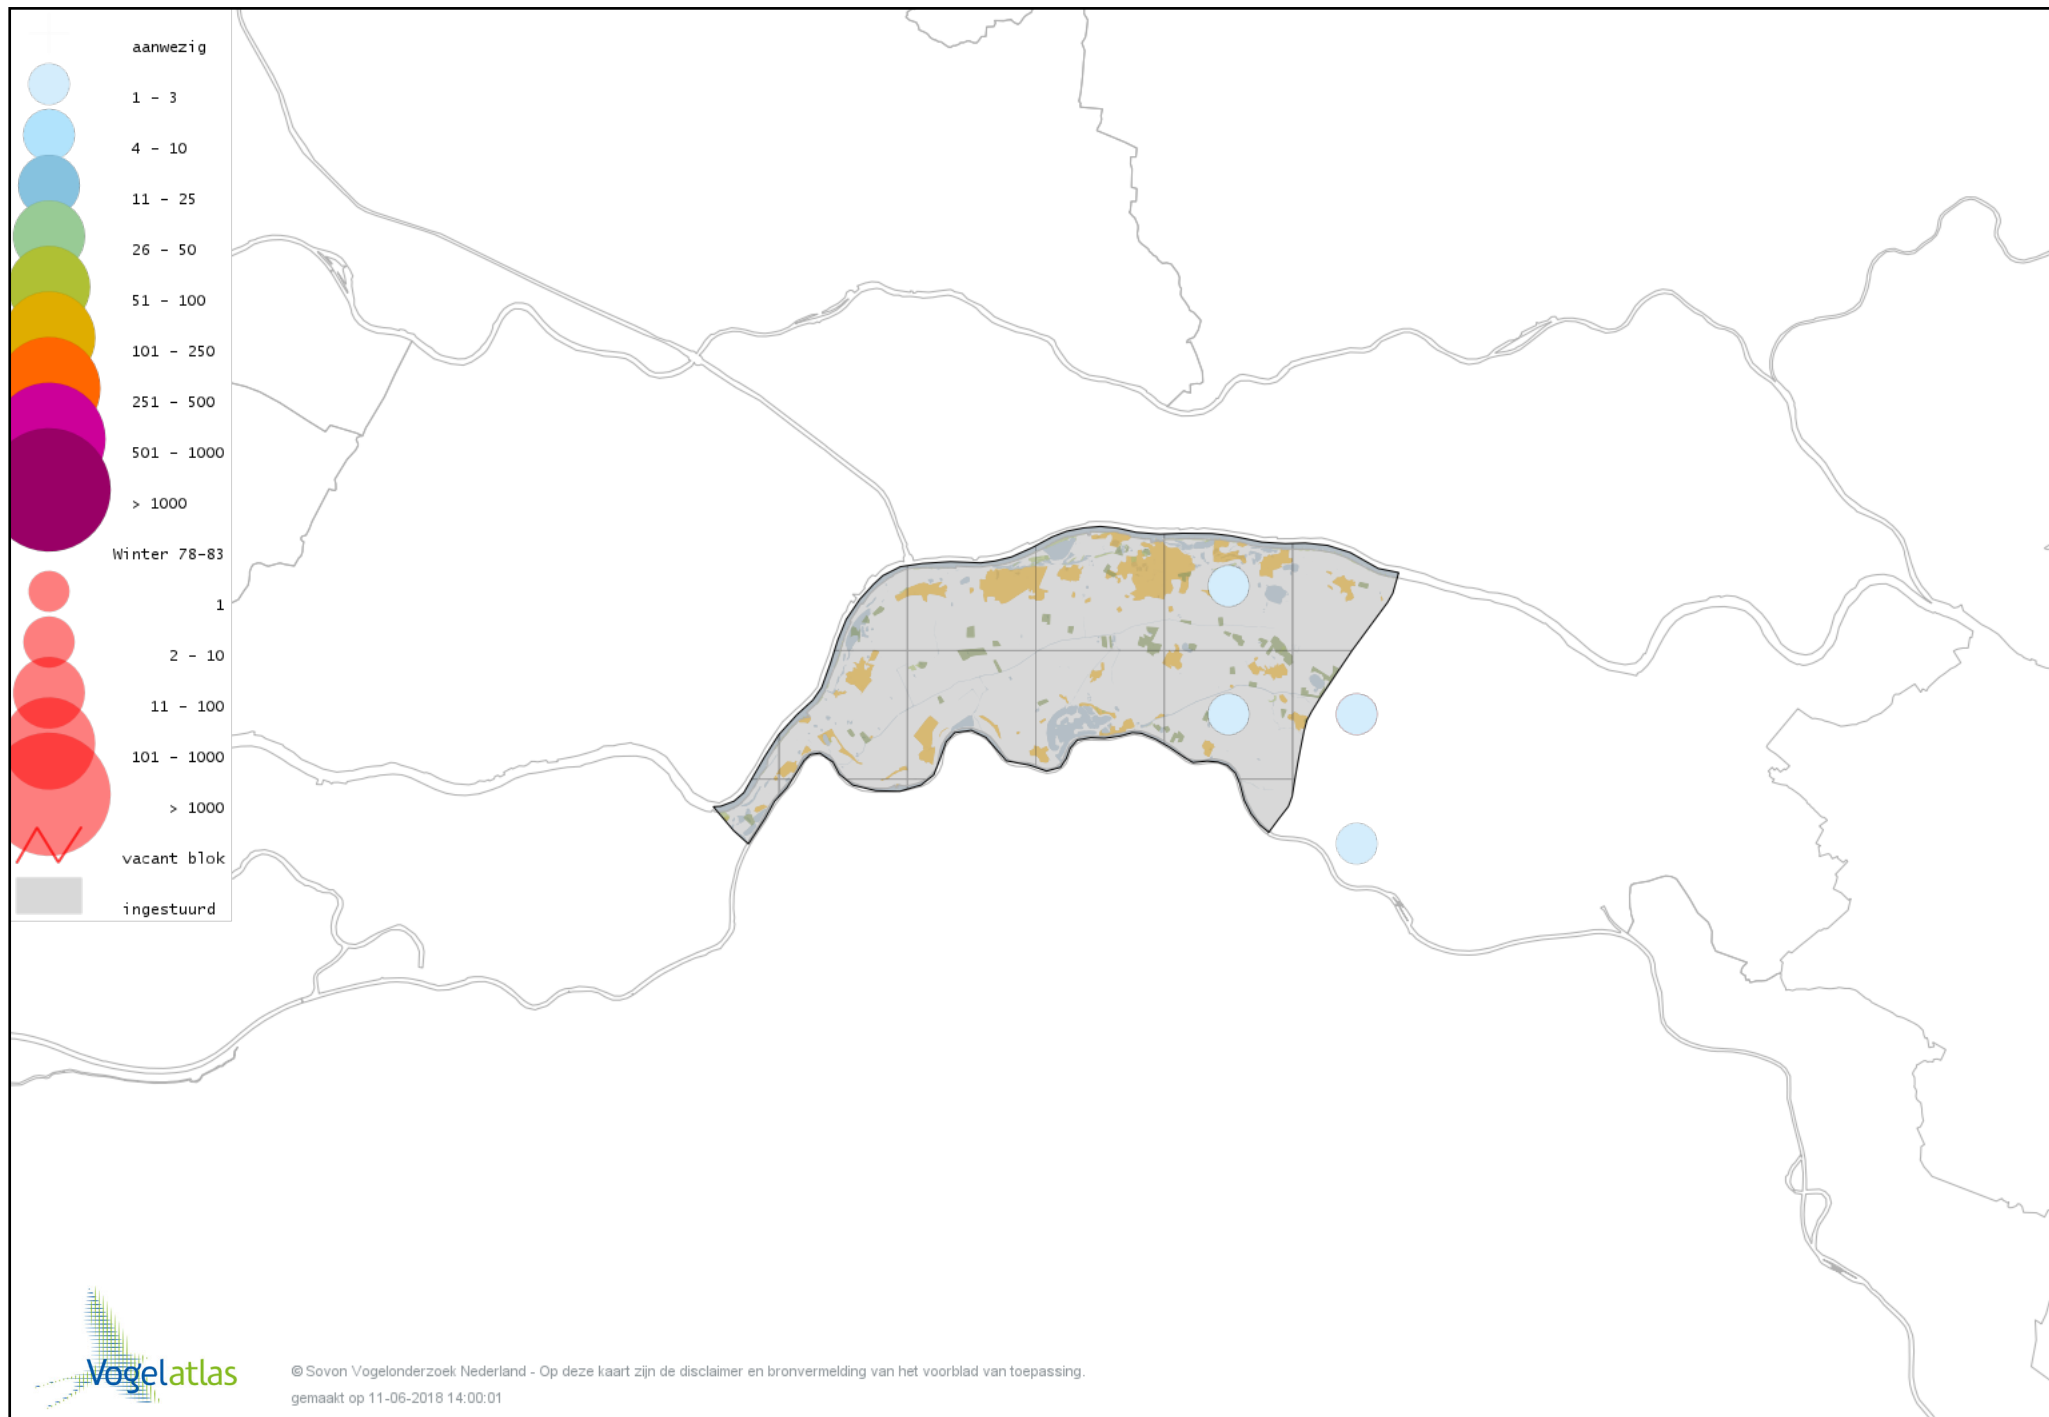 aanwezig
1 - 3
4 - 10
11 - 25
26 - 50
51 - 100
101 - 250
251 - 500
501 - 1000
> 1000
Winter 78-83
1
2 - 10
11 - 100
101 - 1000
> 1000
vacant blok
ingestuurd
Vogelatlas
© Sovon Vogelonderzoek Nederland - Op deze kaart zijn de disclaimer en bronvermelding van het voorblad van toepassing.
gemaakt op 11-06-2018 14:00:01